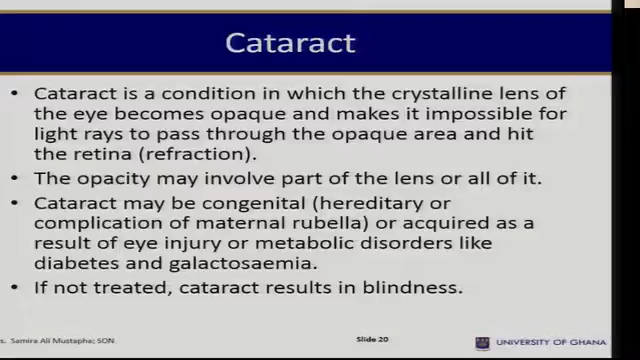 Cataract
• Cataract is a condition in which the crystalline lens of
the eye becomes opaque and makes it impossible for
light rays to pass through the opaque area and hit
the retina (refraction).
• The opacity may involve part of the lens or all of it.
• Cataract may be congenital (hereditary or
complication of maternal rubella) or acquired as a
result of eye injury or metabolic disorders like
diabetes and galactosaemia.
• If not treated, cataract results in blindness.
s. Samira Ali Mustapha; SON
Slide 20
UNIVERSITY OF GHANA